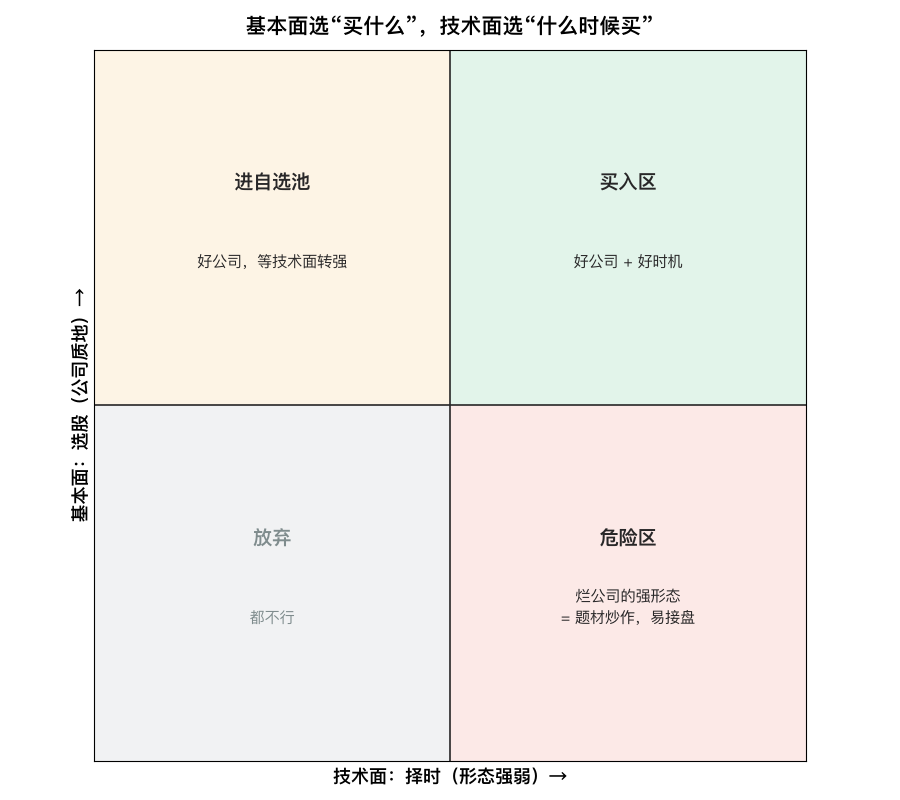 基本面选“买什么”，技术面选“什么时候买”
进自选池
好公司，等技术面转强
买入区
好公司 + 好时机
基本面：选股（公司质地）→
放弃
都不行
危险区
烂公司的强形态
= 题材炒作，易接盘
技术面：择时（形态强弱）→